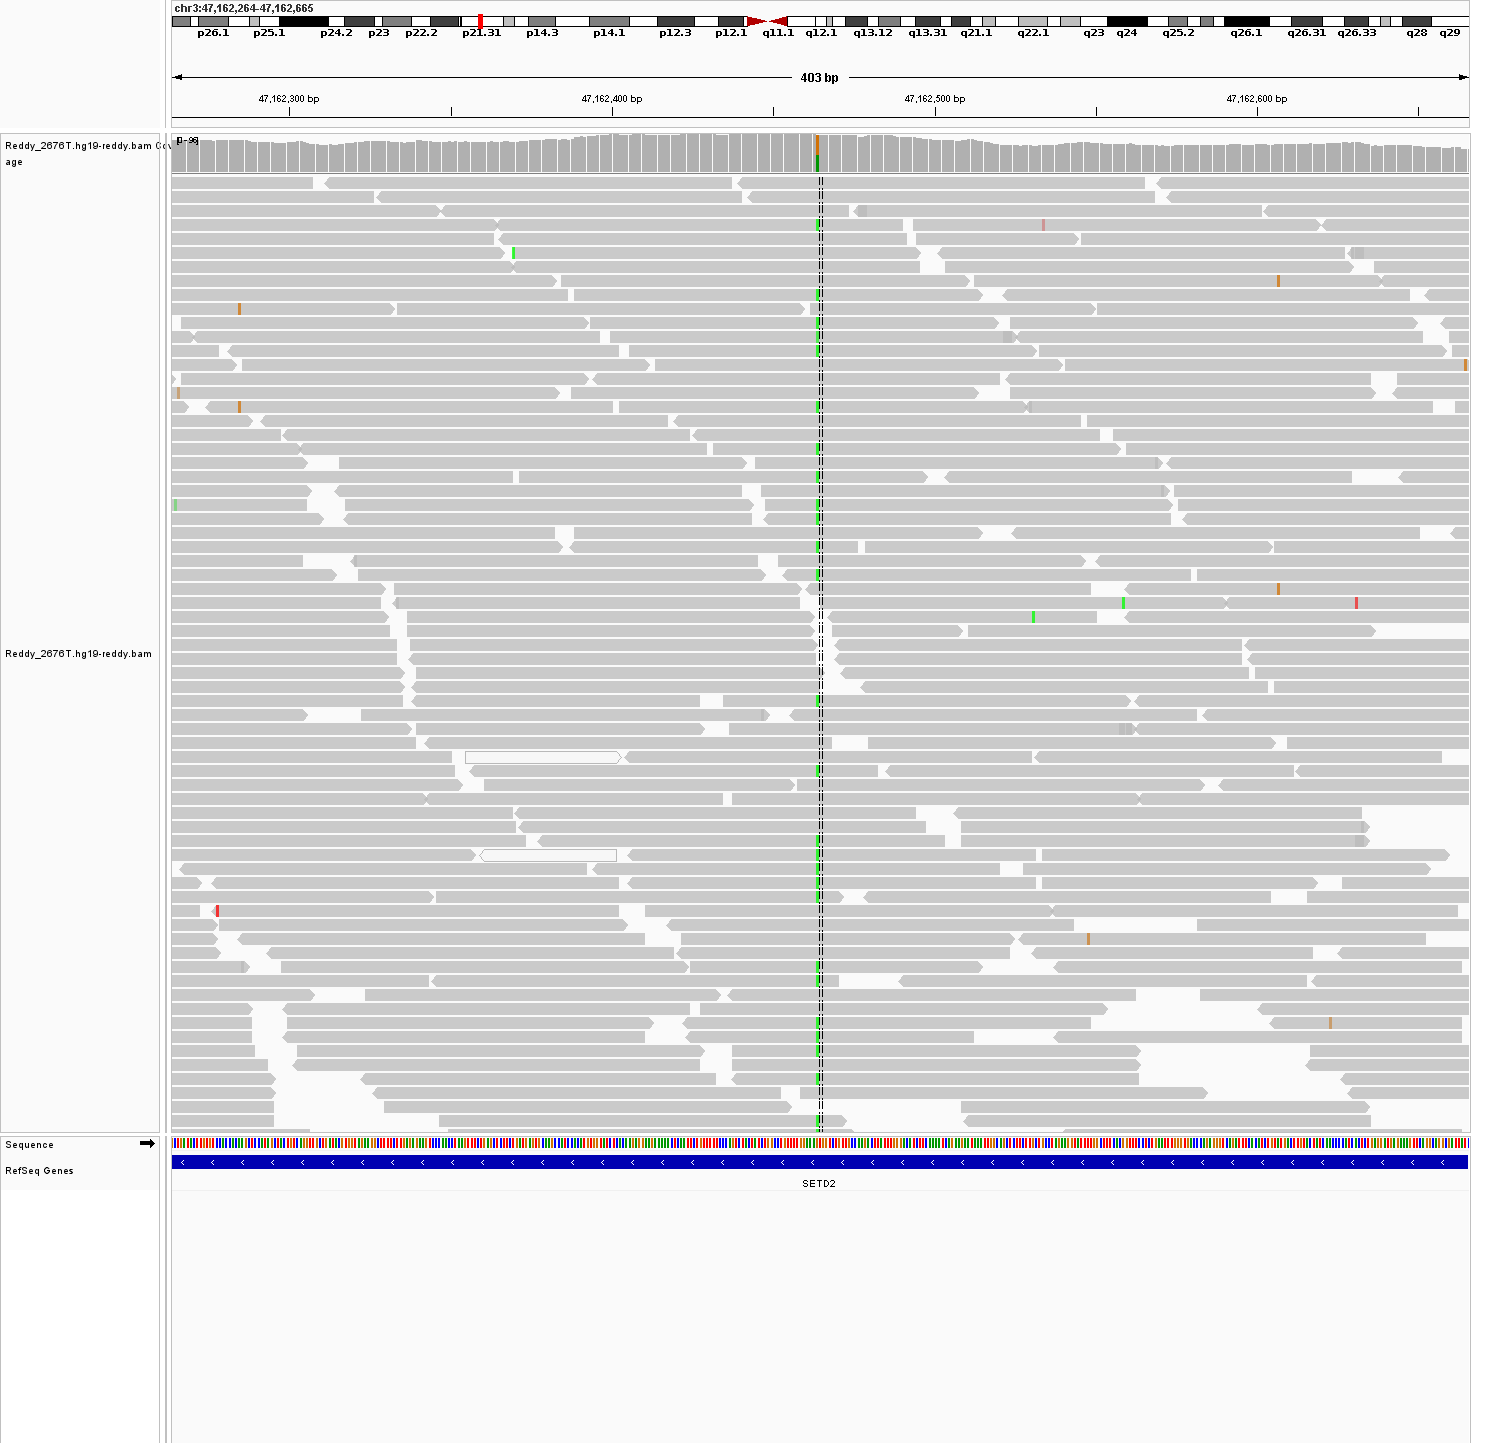 chr3:47,162,264-47,162,665
p26.1 p25.1 p24.2 p23 p22.2 p21.31 p14.3 p14.1 p12.3 p12.1 q11.1 q12.1 q13.12 q13.31 q21.1 q22.1 q23 q24 q25.2 q26.1 q26.31 q26.33 q28 q29
403 bp
47,162,300 bp 47,162,400 bp 47,162,500 bp 47,162,600 bp
Reddy_2676T.hg19-reddy.bam Cov
age
Reddy_2676T.hg19-reddy.bam
Sequence
RefSeq Genes
SETD2